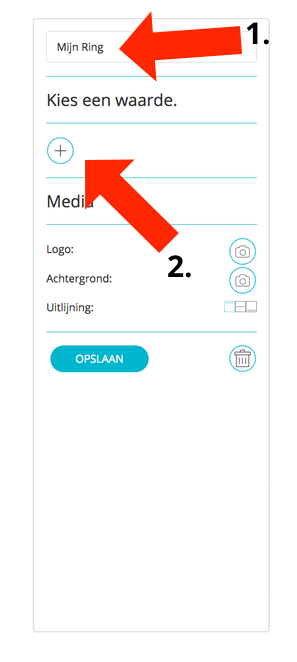 1.
Mijn Ring
Kies een waarde.
2.
Media
Logo:
Achtergrond:
Uitlijning:
OPSLAAN